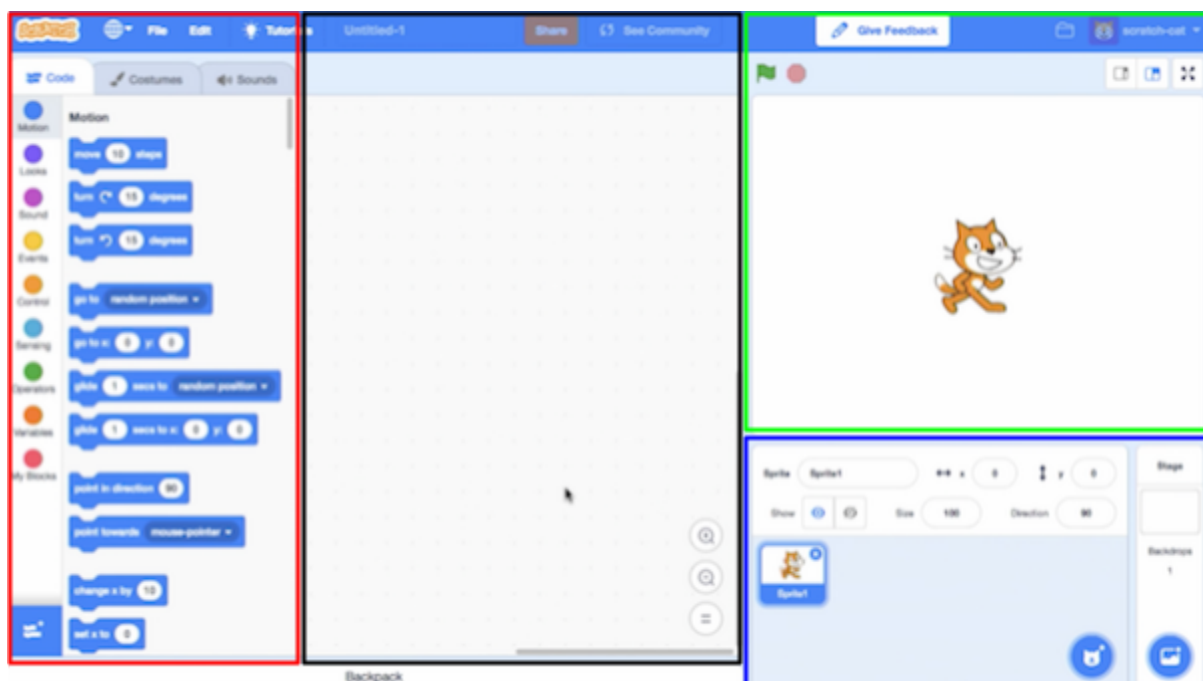 SCRATCH File Edit Tutorials Untitled-1 Share See Community Give Feedback scratch-cat
Code Costumes Sounds
Motion
Looks
Sound
Events
Control
Sensing
Operators
Variables
My Blocks
Motion
move 10 steps
turn 15 degrees
turn 15 degrees
go to random position
go to x: 0 y: 0
glide 1 secs to random position
glide 1 secs to x: 0 y: 0
point in direction 90
point towards mouse-pointer
change x by 10
set x to 0
Backpack
Sprite Sprite1 x 0 y 0
Show Size 100 Direction 90
Sprite1
Stage
Backdrops
1